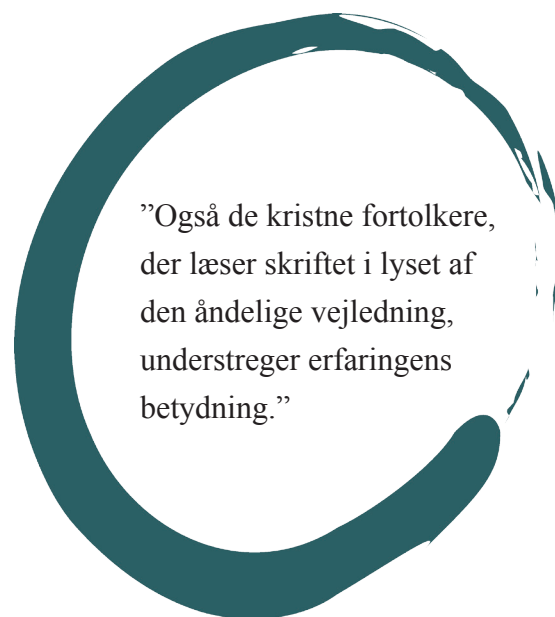 ”Også de kristne fortolkere,
der læser skriftet i lyset af
den åndelige vejledning,
understreger erfaringens
betydning.”